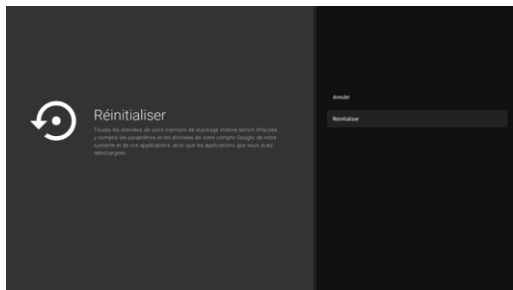 Réinitialiser
Toutes les données de votre mémoire de stockage interne seront effacées,
y compris les paramètres et les données de votre compte Google, de votre
système et de vos applications, ainsi que les applications que vous avez
téléchargées.
Annuler
Réinitialiser